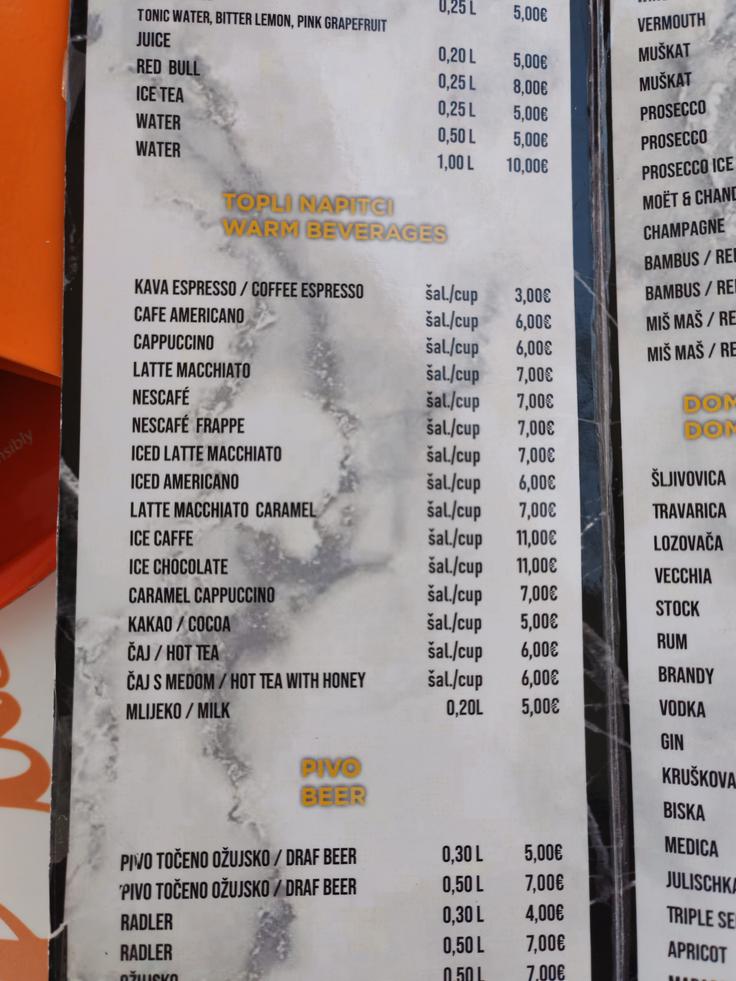 0,25 L 5,00€
TONIC WATER, BITTER LEMON, PINK GRAPEFRUIT
JUICE 0,20 L 5,00€
RED BULL 0,25 L 8,00€
ICE TEA 0,25 L 5,00€
WATER 0,50 L 5,00€
WATER 1,00 L 10,00€
TOPLI NAPITCI
WARM BEVERAGES
KAVA ESPRESSO / COFFEE ESPRESSO šal./cup 3,00€
CAFE AMERICANO šal./cup 6,00€
CAPPUCCINO šal./cup 6,00€
LATTE MACCHIATO šal./cup 7,00€
NESCAFÉ šal./cup 7,00€
NESCAFÉ FRAPPE šal./cup 7,00€
ICED LATTE MACCHIATO šal./cup 7,00€
ICED AMERICANO šal./cup 6,00€
LATTE MACCHIATO CARAMEL šal./cup 7,00€
ICE CAFFE šal./cup 11,00€
ICE CHOCOLATE šal./cup 11,00€
CARAMEL CAPPUCCINO šal./cup 7,00€
KAKAO / COCOA šal./cup 5,00€
ČAJ / HOT TEA šal./cup 6,00€
ČAJ S MEDOM / HOT TEA WITH HONEY šal./cup 6,00€
MLIJEKO / MILK 0,20L 5,00€
PIVO
BEER
PIVO TOČENO OŽUJSKO / DRAF BEER 0,30 L 5,00€
PIVO TOČENO OŽUJSKO / DRAF BEER 0,50 L 7,00€
RADLER 0,30 L 4,00€
RADLER 0,50 L 7,00€
OŽUJSKO 0,50 L 7,00€
VERMOUTH
MUŠKAT
MUŠKAT
PROSECCO
PROSECCO
PROSECCO ICE
MOËT & CHAND
CHAMPAGNE
BAMBUS / RE
BAMBUS / RE
MIŠ MAŠ / RE
MIŠ MAŠ / RE
DOM
DOM
ŠLJIVOVICA
TRAVARICA
LOZOVAČA
VECCHIA
STOCK
RUM
BRANDY
VODKA
GIN
KRUŠKOVA
BISKA
MEDICA
JULISCHKA
TRIPLE SE
APRICOT